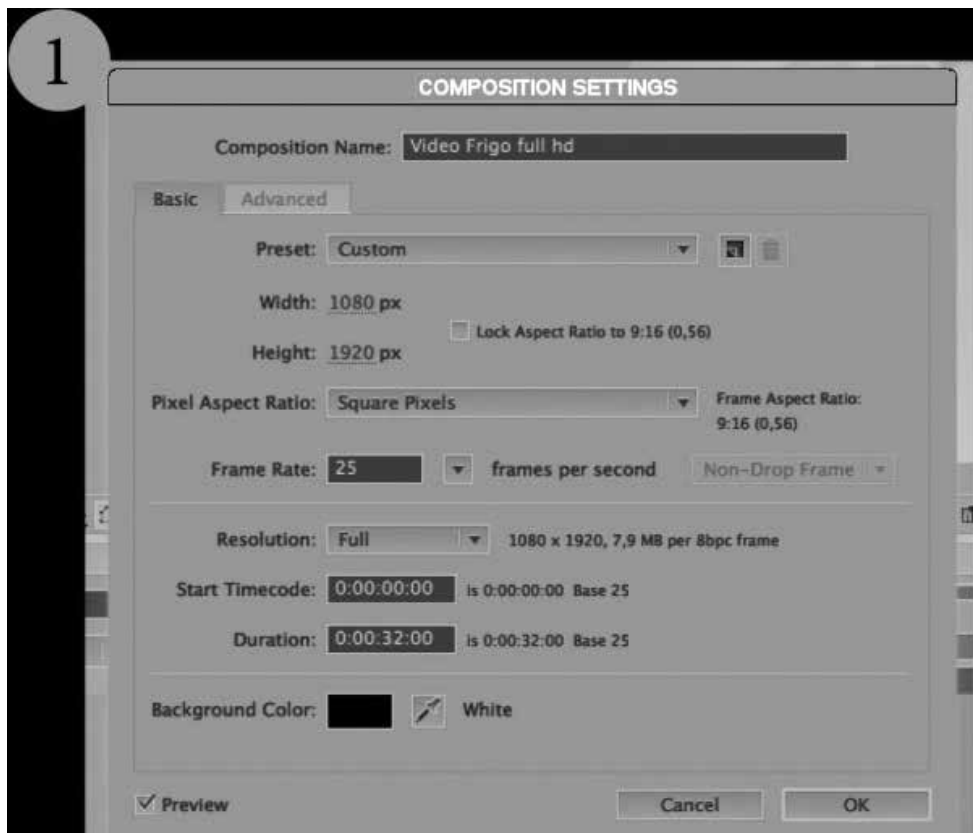 1
COMPOSITION SETTINGS
Composition Name: Video Frigo full hd
Basic Advanced
Preset: Custom
Width: 1080 px
Lock Aspect Ratio to 9:16 (0,56)
Height: 1920 px
Pixel Aspect Ratio: Square Pixels
Frame Aspect Ratio:
9:16 (0,56)
Frame Rate: 25 frames per second Non-Drop Frame
Resolution: Full 1080 x 1920, 7,9 MB per 8bpc frame
Start Timecode: 0:00:00:00 is 0:00:00:00 Base 25
Duration: 0:00:32:00 is 0:00:32:00 Base 25
Background Color: White
Preview Cancel OK